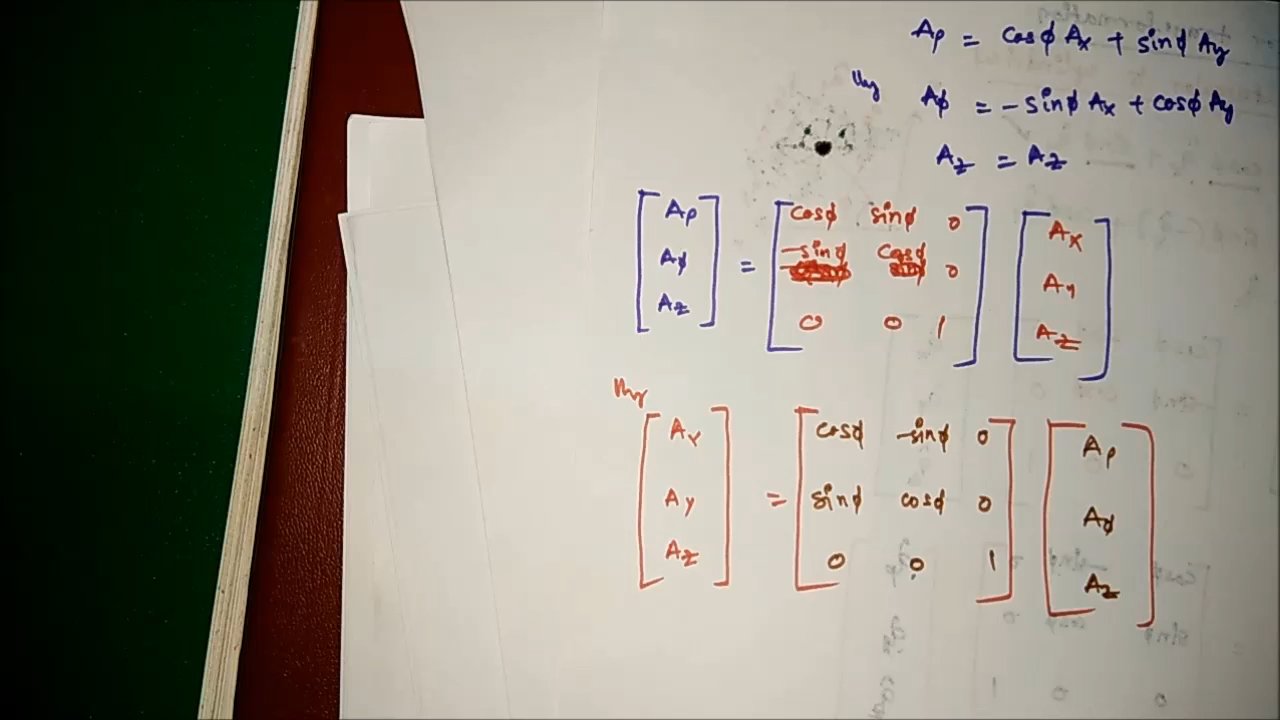 Aρ = cosϕ Ax + sinϕ Ay
Aϕ = -sinϕ Ax + cosϕ Ay
Az = Az
[Aρ] = [cosϕ sinϕ 0] [Ax]
[Aϕ] [-sinϕ cosϕ 0] [Ay]
[Az] [0 0 1] [Az]
[Ax] = [cosϕ -sinϕ 0] [Aρ]
[Ay] [sinϕ cosϕ 0] [Aϕ]
[Az] [0 0 1] [Az]